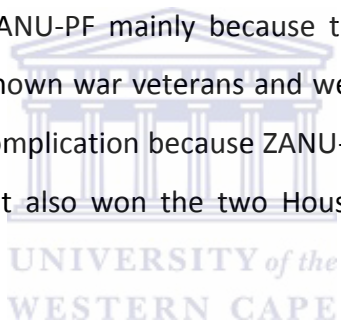 ANU-PF mainly because t
nown war veterans and we
omplication because ZANU-
t also won the two Hous
UNIVERSITY of the
WESTERN CAPE